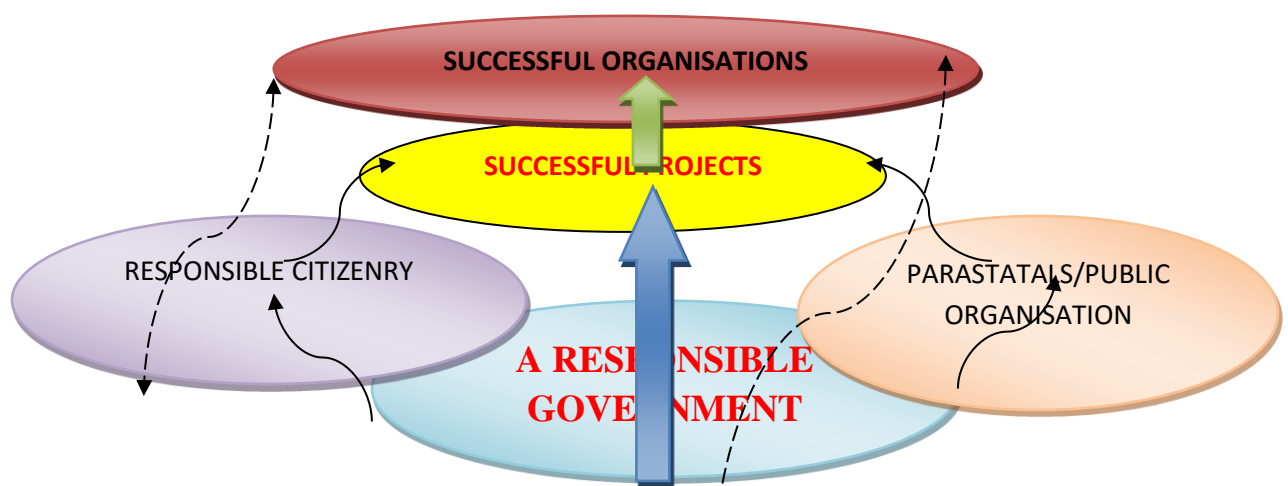 SUCCESSFUL ORGANISATIONS
SUCCESSFUL PROJECTS
RESPONSIBLE CITIZENRY
PARASTATALS/PUBLIC
ORGANISATION
A RESPONSIBLE
GOVERNMENT